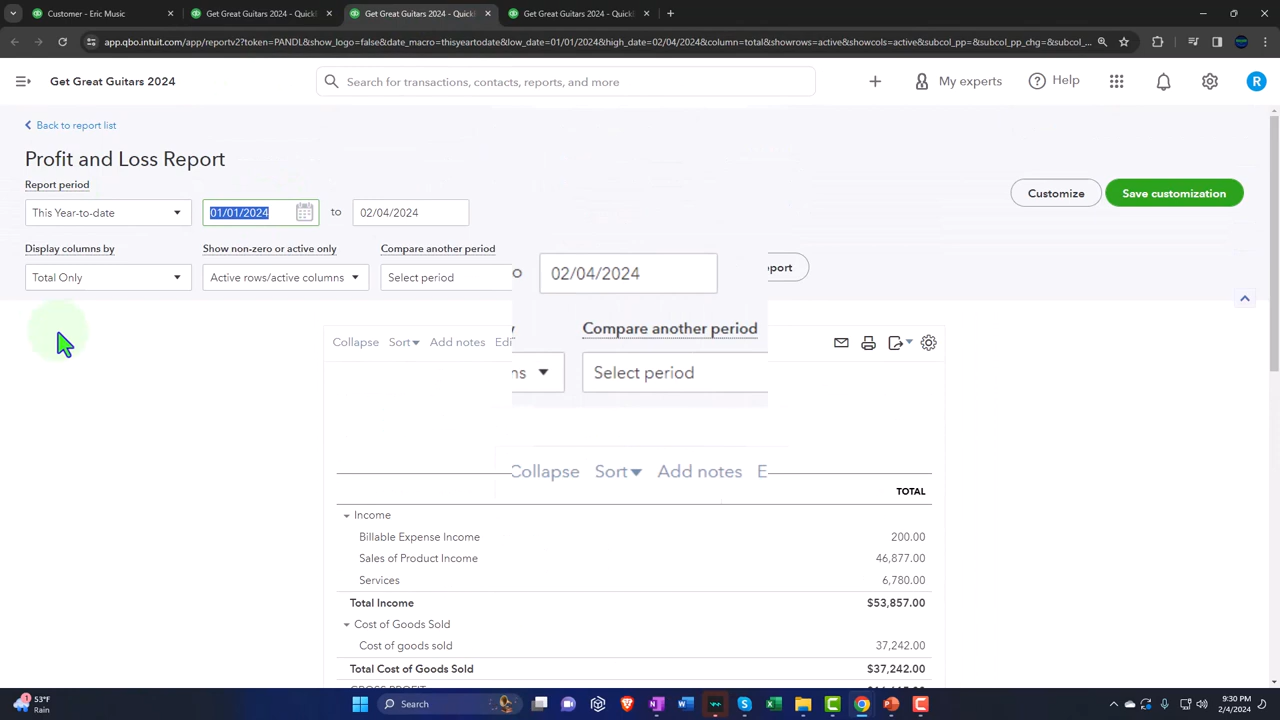 Customer - Eric Music
Get Great Guitars 2024 - Quick
Get Great Guitars 2024 - Quick
Get Great Guitars 2024 - Quick
app.qbo.intuit.com/app/reportv2?token=PANDL&show_logo=false&date_macro=thisyeartodate&low_date=01/01/2024&high_date=02/04/2024&column=total&showrows=active&showcols=active&subcol_pp=&subcol_pp_chg=&subcol_pp_...
Get Great Guitars 2024
Search for transactions, contacts, reports, and more
My experts
Help
R
Back to report list
Profit and Loss Report
Report period
Customize
Save customization
This Year-to-date
01/01/2024
to
02/04/2024
Display columns by
Show non-zero or active only
Compare another period
Total Only
Active rows/active columns
Select period
o
02/04/2024
port
Compare another period
ns
Select period
Collapse
Sort
Add notes
Edi
Collapse
Sort
Add notes
E
TOTAL
Income
Billable Expense Income 200.00
Sales of Product Income 46,877.00
Services 6,780.00
Total Income $53,857.00
Cost of Goods Sold
Cost of goods sold 37,242.00
Total Cost of Goods Sold $37,242.00
53°F
Rain
Search
9:30 PM
2/4/2024